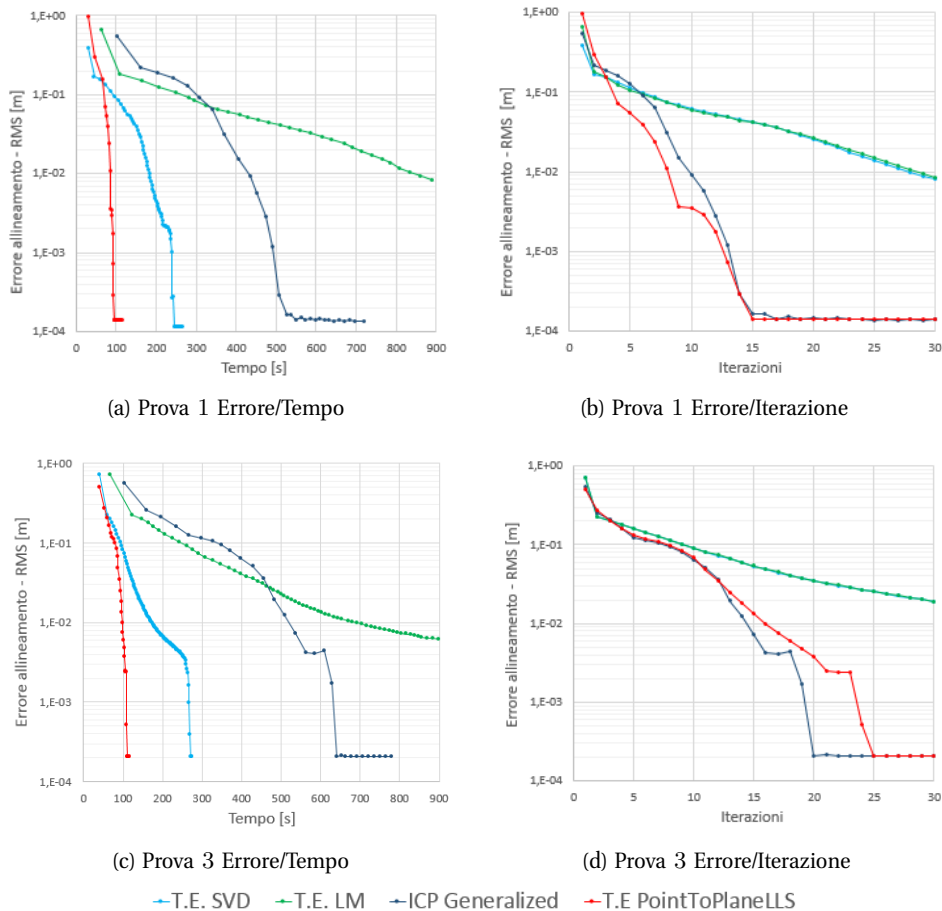 1,E+00
1,E-01
1,E-02
1,E-03
1,E-04
Errore allineamento - RMS [m]
0 100 200 300 400 500 600 700 800 900
Tempo [s]
(a) Prova 1 Errore/Tempo
1,E+00
1,E-01
1,E-02
1,E-03
1,E-04
Errore allineamento - RMS [m]
0 5 10 15 20 25 30
Iterazioni
(b) Prova 1 Errore/Iterazione
1,E+00
1,E-01
1,E-02
1,E-03
1,E-04
Errore allineamento - RMS [m]
0 100 200 300 400 500 600 700 800 900
Tempo [s]
(c) Prova 3 Errore/Tempo
1,E+00
1,E-01
1,E-02
1,E-03
1,E-04
Errore allineamento - RMS [m]
0 5 10 15 20 25 30
Iterazioni
(d) Prova 3 Errore/Iterazione
T.E. SVD T.E. LM ICP Generalized T.E PointToPlaneLLS